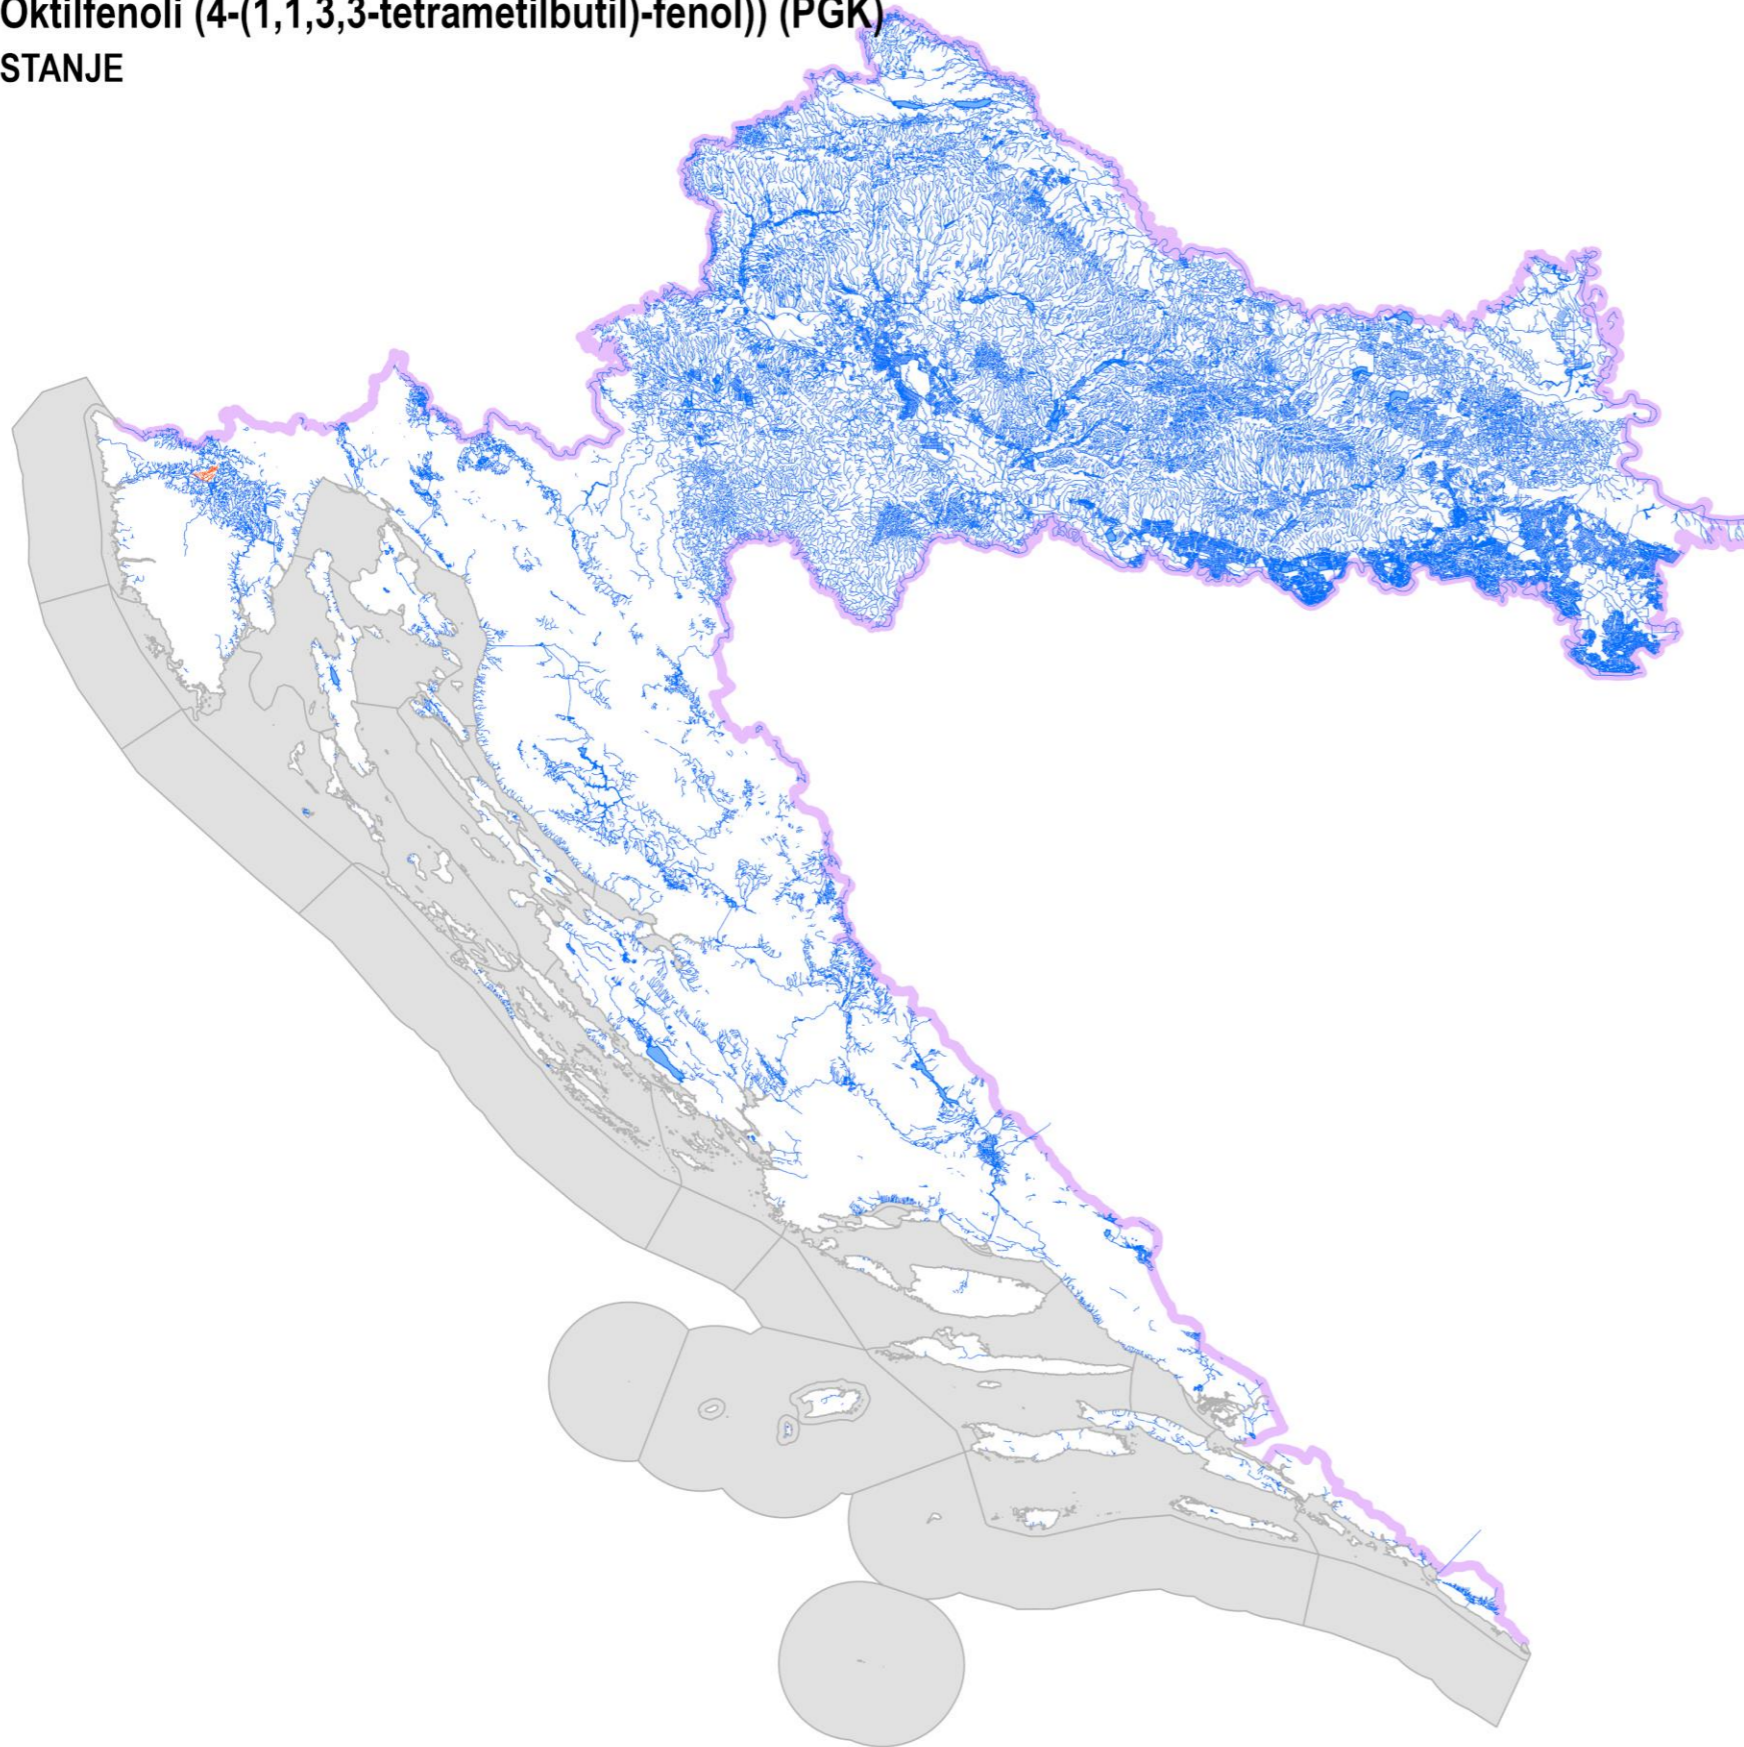 Oktilfenoli (4-(1,1,3,3-tetrametilbutil)-fenol)) (PGK)
STANJE